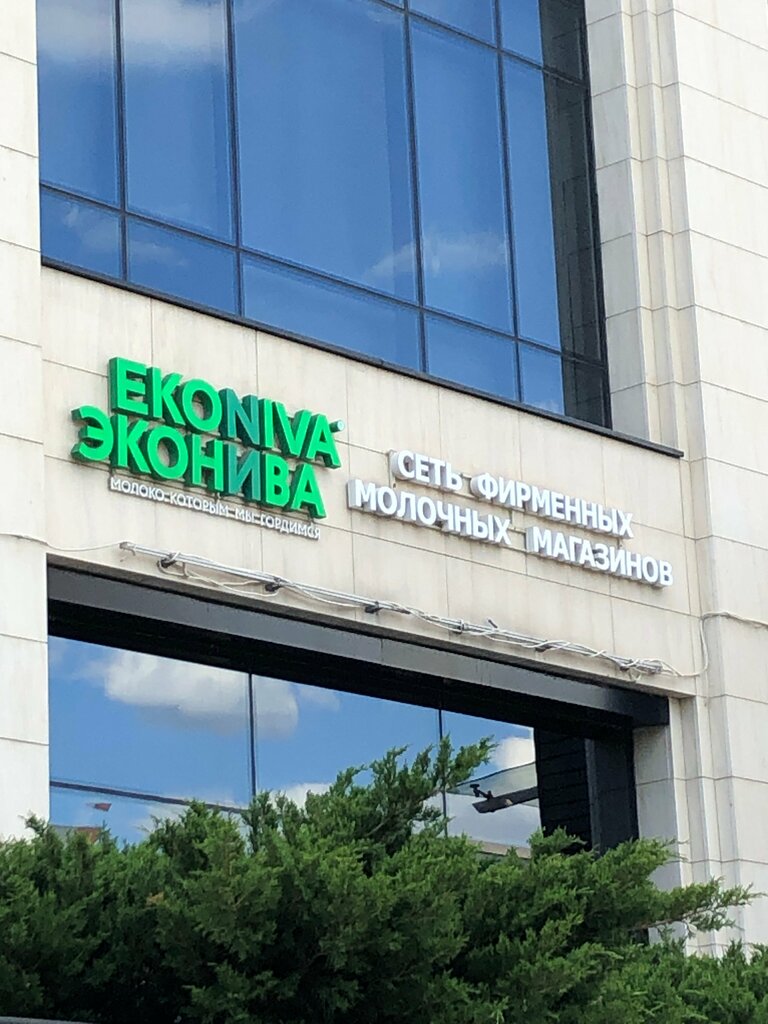 EKONIVA
ЭКОНИВА
МОЛОКО, КОТОРЫМ МЫ ГОРДИМСЯ
СЕТЬ ФИРМЕННЫХ
МОЛОЧНЫХ МАГАЗИНОВ